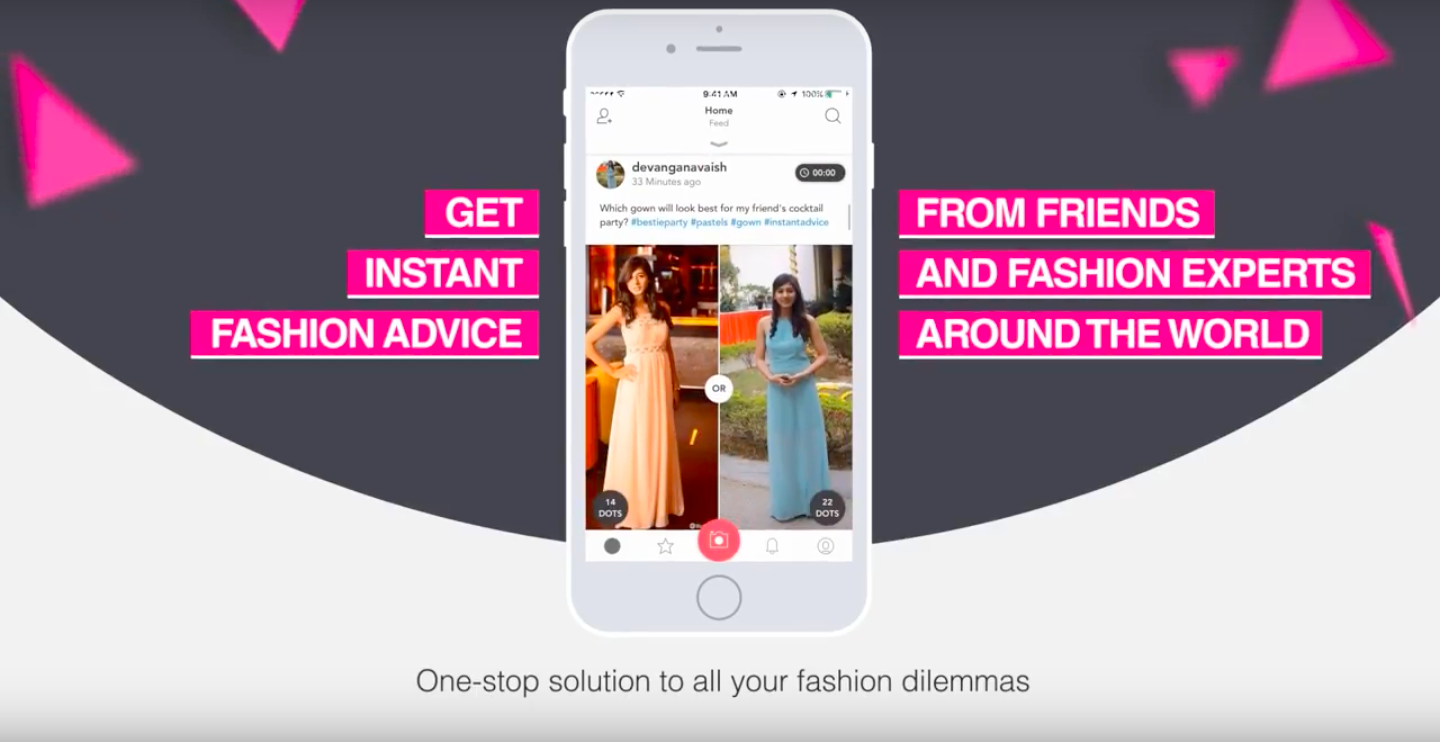 GET
INSTANT
FASHION ADVICE
9:41 AM
100%
Home
Feed
devanganavaish
33 Minutes ago
00:00
Which gown will look best for my friend's cocktail
party? #bestieparty #pastels #gown #instantadvice
OR
14
DOTS
22
DOTS
FROM FRIENDS
AND FASHION EXPERTS
AROUND THE WORLD
One-stop solution to all your fashion dilemmas